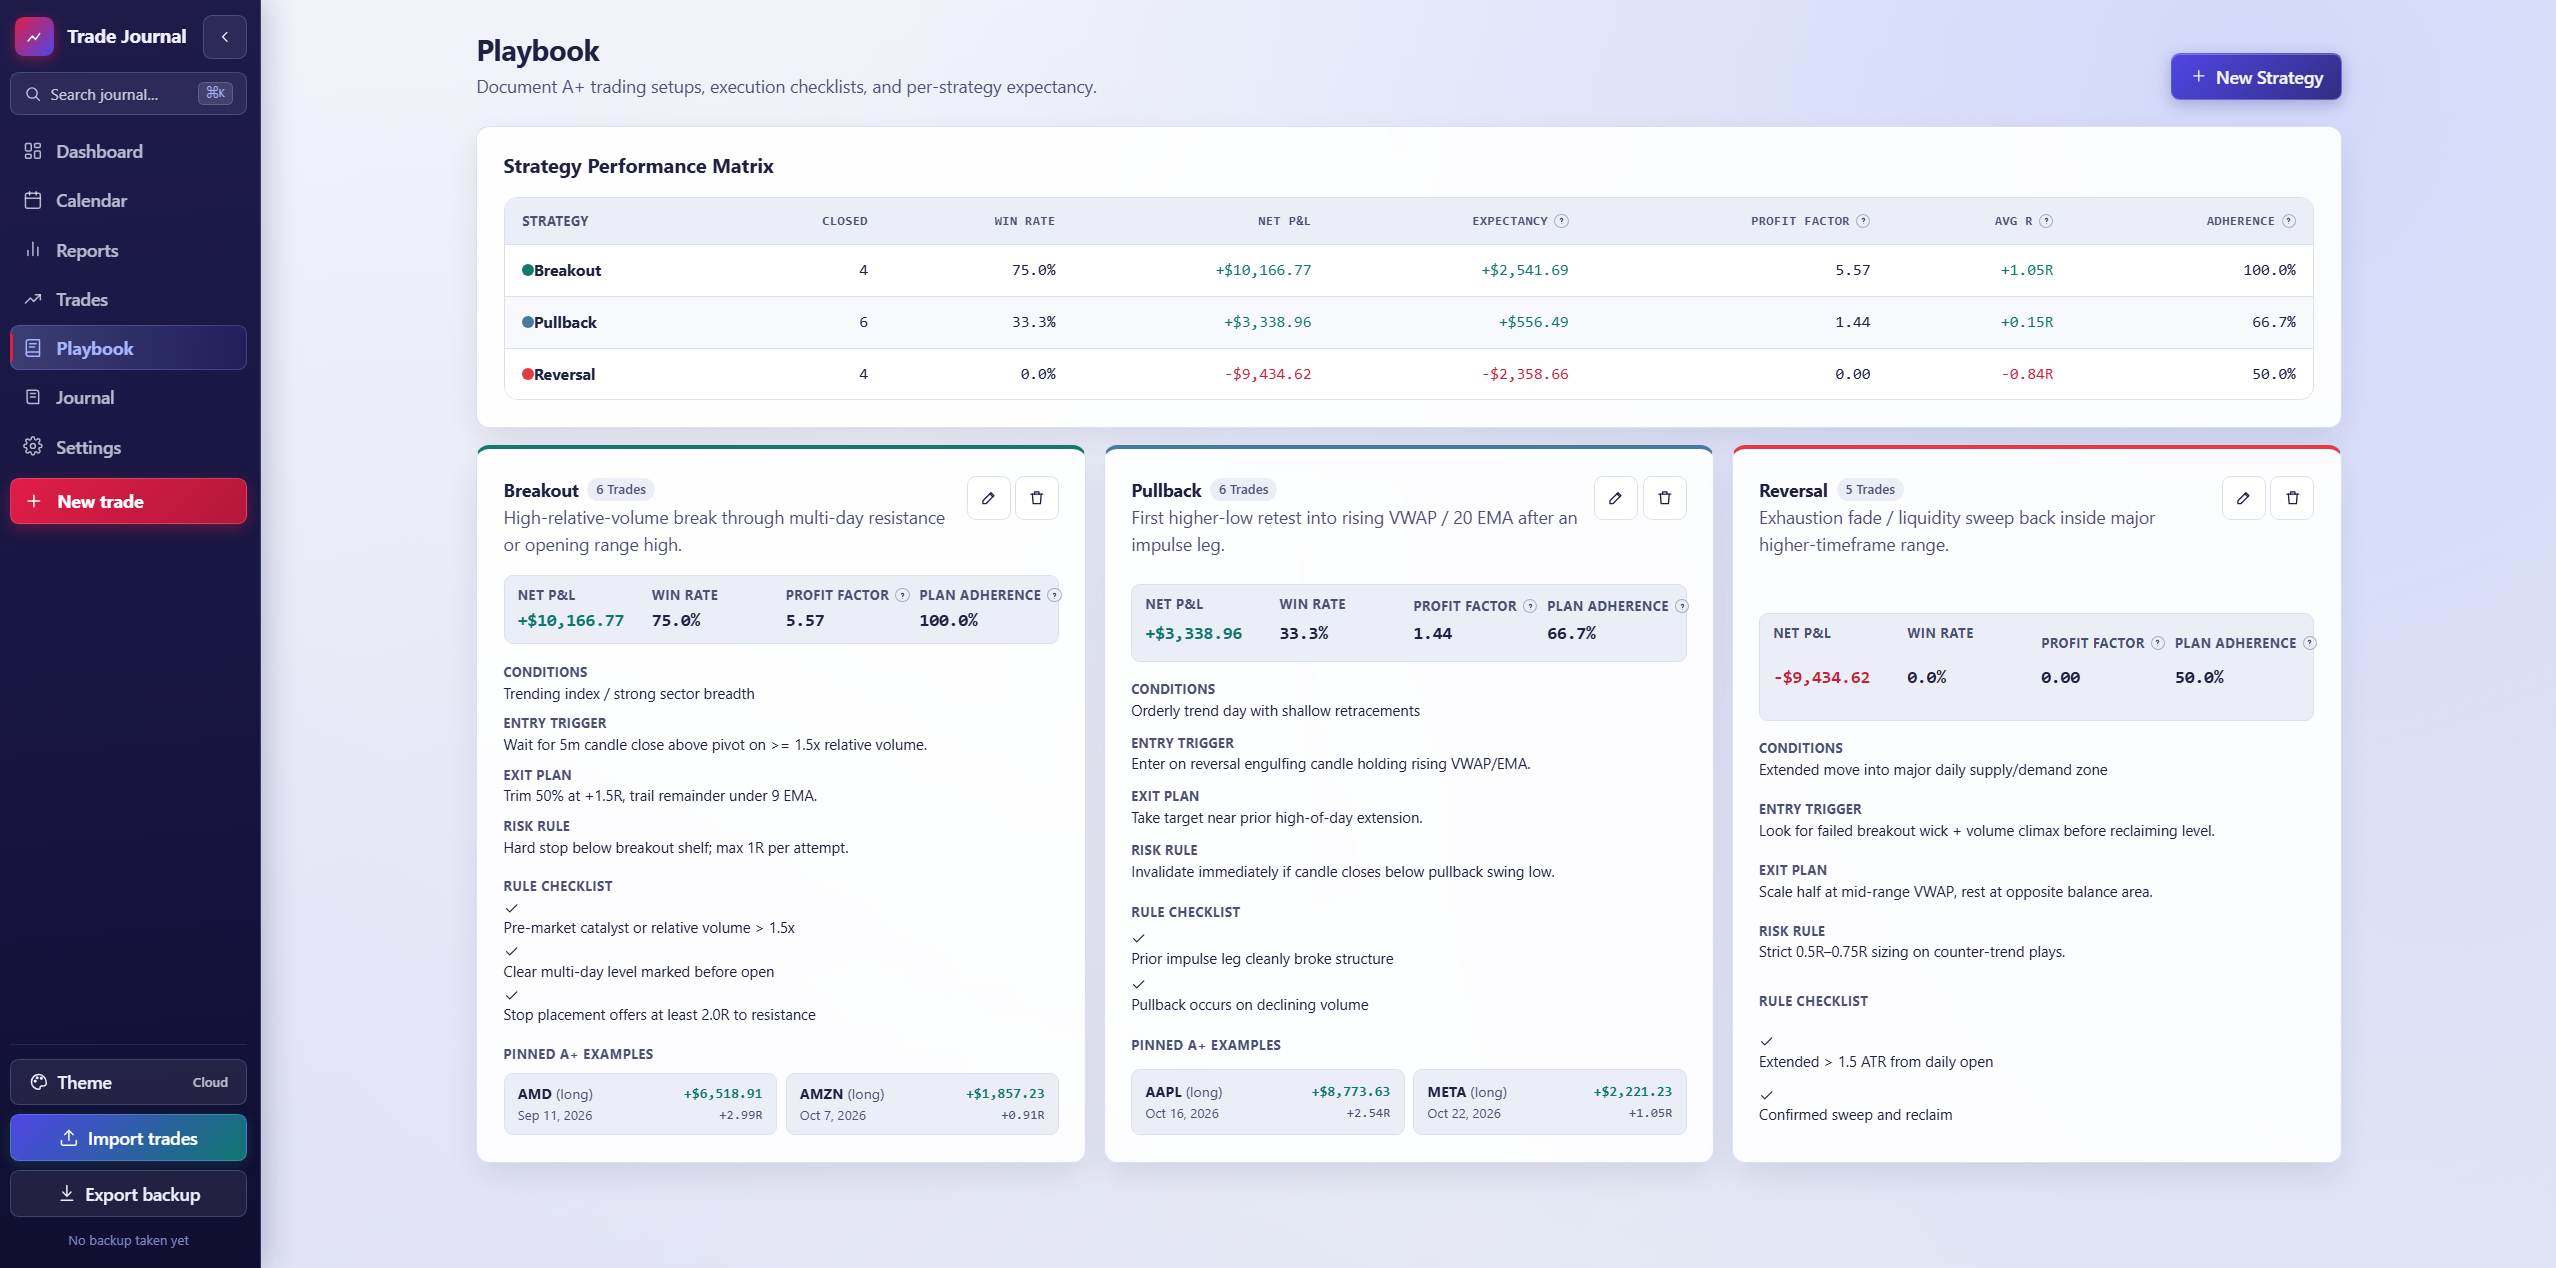 Trade Journal
Search journal... ⌘K
Dashboard
Calendar
Reports
Trades
Playbook
Journal
Settings
+ New trade
Theme Cloud
Import trades
Export backup
No backup taken yet
Playbook
Document A+ trading setups, execution checklists, and per-strategy expectancy.
+ New Strategy
Strategy Performance Matrix
STRATEGY CLOSED WIN RATE NET P&L EXPECTANCY ? PROFIT FACTOR ? AVG R ? ADHERENCE ?
Breakout 4 75.0% +$10,166.77 +$2,541.69 5.57 +1.05R 100.0%
Pullback 6 33.3% +$3,338.96 +$556.49 1.44 +0.15R 66.7%
Reversal 4 0.0% -$9,434.62 -$2,358.66 0.00 -0.84R 50.0%
Breakout 6 Trades
High-relative-volume break through multi-day resistance
or opening range high.
NET P&L WIN RATE PROFIT FACTOR ? PLAN ADHERENCE ?
+$10,166.77 75.0% 5.57 100.0%
CONDITIONS
Trending index / strong sector breadth
ENTRY TRIGGER
Wait for 5m candle close above pivot on >= 1.5x relative volume.
EXIT PLAN
Trim 50% at +1.5R, trail remainder under 9 EMA.
RISK RULE
Hard stop below breakout shelf; max 1R per attempt.
RULE CHECKLIST
✓
Pre-market catalyst or relative volume > 1.5x
✓
Clear multi-day level marked before open
✓
Stop placement offers at least 2.0R to resistance
PINNED A+ EXAMPLES
AMD (long) +$6,518.91
Sep 11, 2026 +2.99R
AMZN (long) +$1,857.23
Oct 7, 2026 +0.91R
Pullback 6 Trades
First higher-low retest into rising VWAP / 20 EMA after an
impulse leg.
NET P&L WIN RATE PROFIT FACTOR ? PLAN ADHERENCE ?
+$3,338.96 33.3% 1.44 66.7%
CONDITIONS
Orderly trend day with shallow retracements
ENTRY TRIGGER
Enter on reversal engulfing candle holding rising VWAP/EMA.
EXIT PLAN
Take target near prior high-of-day extension.
RISK RULE
Invalidate immediately if candle closes below pullback swing low.
RULE CHECKLIST
✓
Prior impulse leg cleanly broke structure
✓
Pullback occurs on declining volume
PINNED A+ EXAMPLES
AAPL (long) +$8,773.63
Oct 16, 2026 +2.54R
META (long) +$2,221.23
Oct 22, 2026 +1.05R
Reversal 5 Trades
Exhaustion fade / liquidity sweep back inside major
higher-timeframe range.
NET P&L WIN RATE PROFIT FACTOR ? PLAN ADHERENCE ?
-$9,434.62 0.0% 0.00 50.0%
CONDITIONS
Extended move into major daily supply/demand zone
ENTRY TRIGGER
Look for failed breakout wick + volume climax before reclaiming level.
EXIT PLAN
Scale half at mid-range VWAP, rest at opposite balance area.
RISK RULE
Strict 0.5R–0.75R sizing on counter-trend plays.
RULE CHECKLIST
✓
Extended > 1.5 ATR from daily open
✓
Confirmed sweep and reclaim